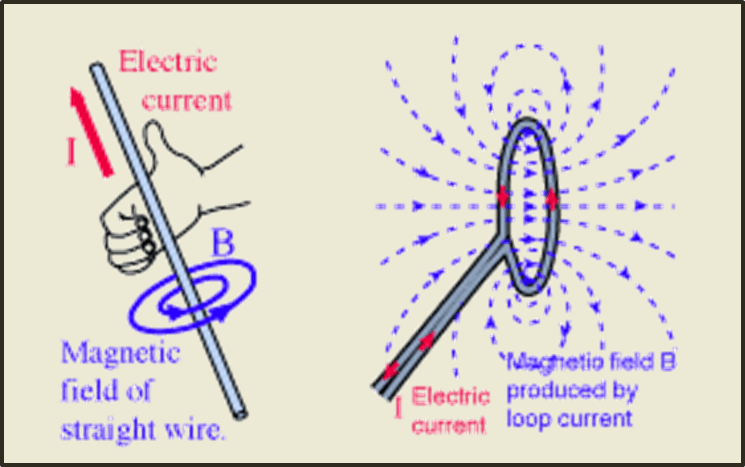 Electric
current
I
B
Magnetic
field of
straight wire.
I
Electric
current
Magnetic field B
produced by
loop current